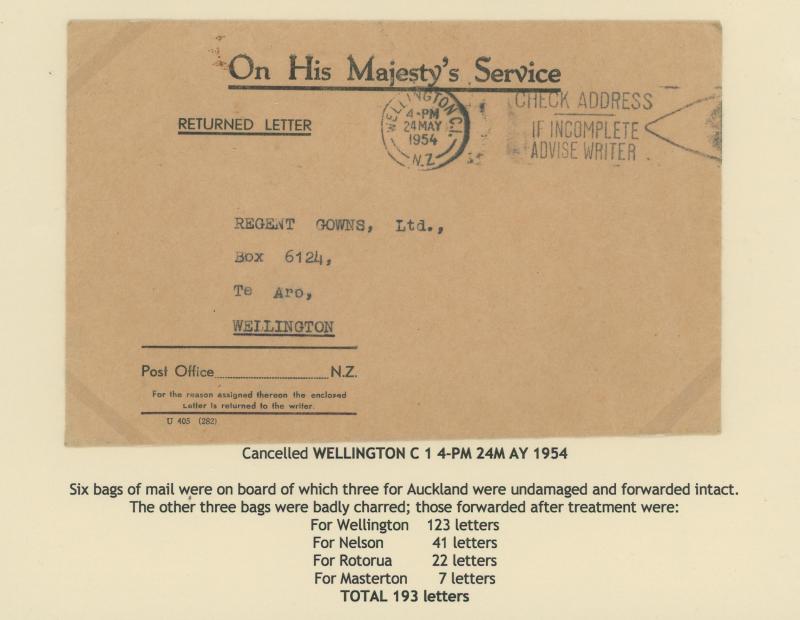 On His Majesty's Service
RETURNED LETTER
WELLINGTON C.1.
4-PM
24 MAY
1954
N.Z.
CHECK ADDRESS
IF INCOMPLETE
ADVISE WRITER
REGENT GOWNS, Ltd.,
Box 6124,
Te Aro,
WELLINGTON
Post Office N.Z.
For the reason assigned thereon the enclosed
Letter is returned to the writer.
U 405 (282)
Cancelled WELLINGTON C 1 4-PM 24M AY 1954
Six bags of mail were on board of which three for Auckland were undamaged and forwarded intact.
The other three bags were badly charred; those forwarded after treatment were:
For Wellington 123 letters
For Nelson 41 letters
For Rotorua 22 letters
For Masterton 7 letters
TOTAL 193 letters